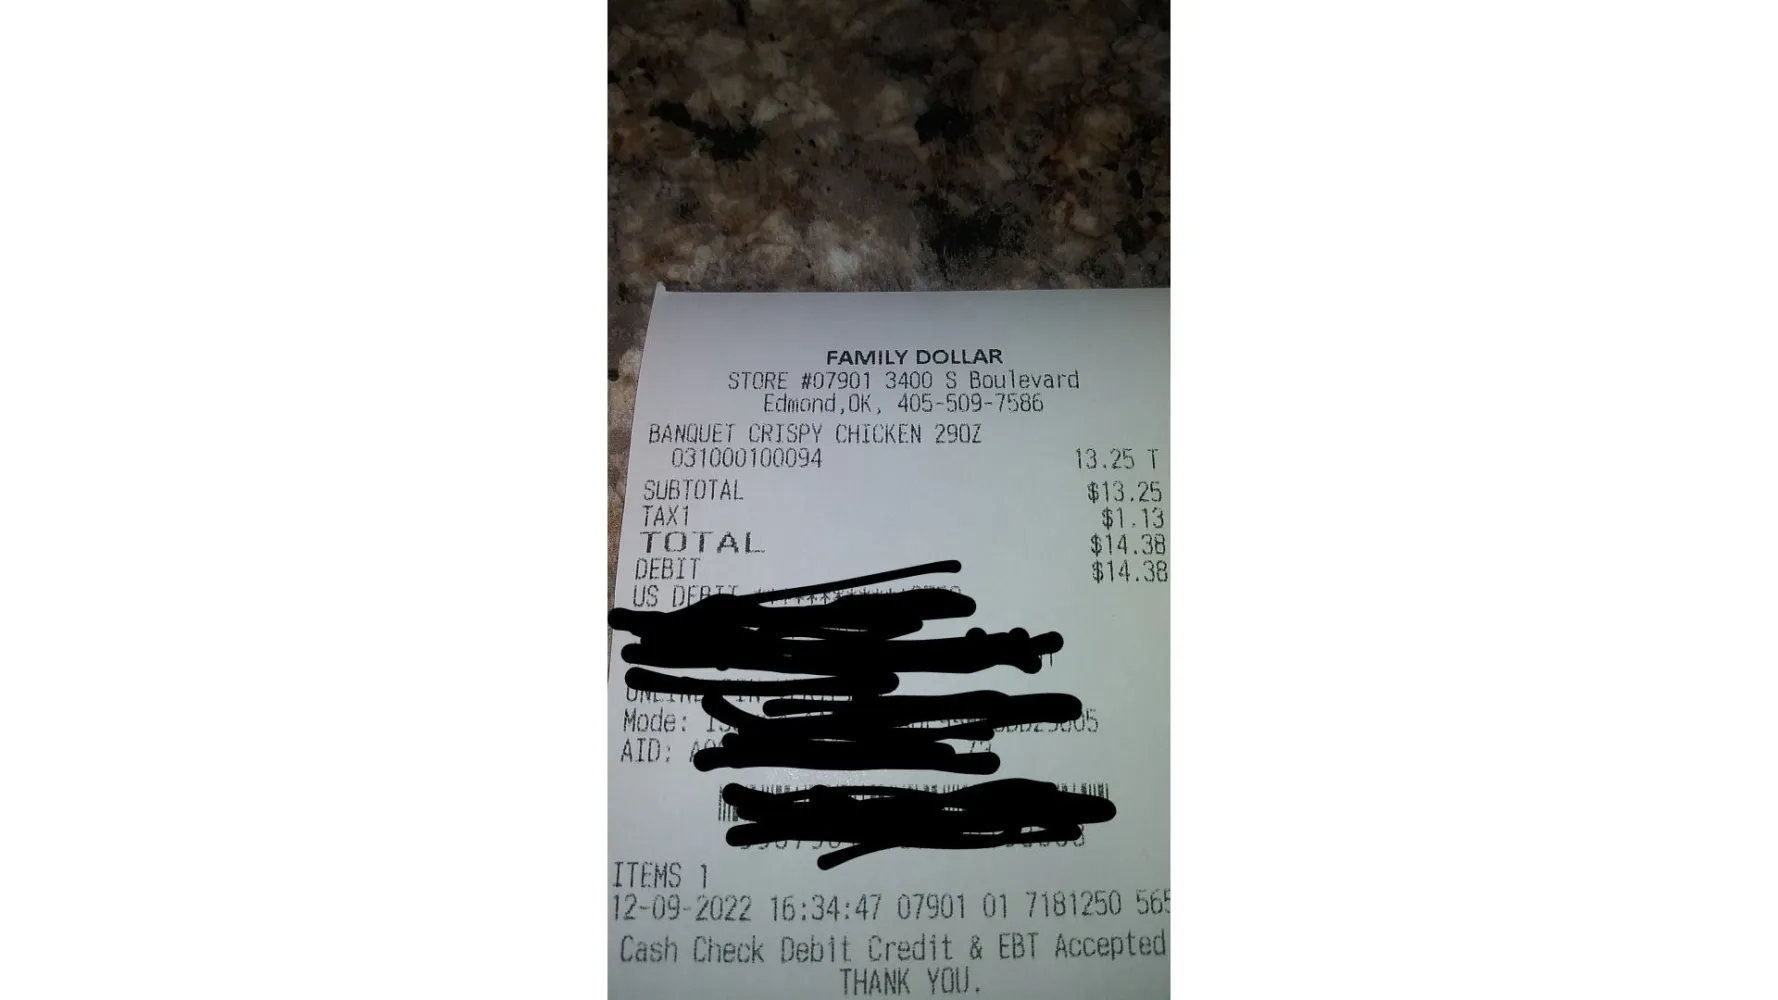 FAMILY DOLLAR
STORE #07901 3400 S Boulevard
Edmond,OK, 405-509-7586
BANQUET CRISPY CHICKEN 29OZ
031000100094 13.25 T
SUBTOTAL $13.25
TAX1 $1.13
TOTAL $14.38
DEBIT $14.38
US DEBIT
Mode:
AID:
ITEMS 1
12-09-2022 16:34:47 07901 01 7181250 565
Cash Check Debit Credit & EBT Accepted
THANK YOU.